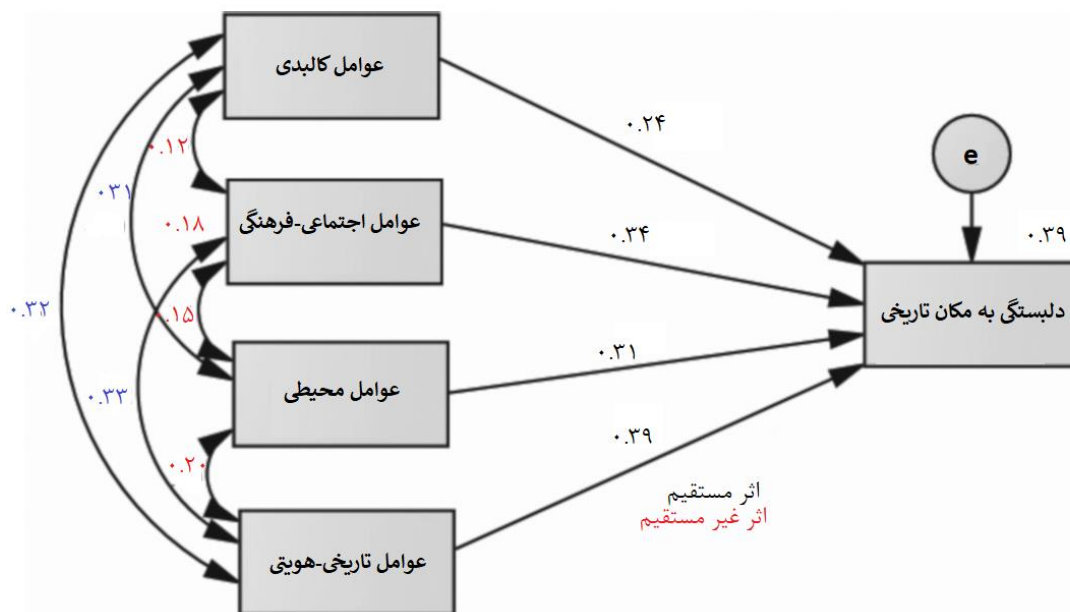 عوامل کالبدی
۰.۲۴
e
۰.۱۲
۰.۳۱
عوامل اجتماعی-فرهنگی
۰.۱۸
۰.۳۴
۰.۳۹
۰.۳۲
۰.۱۵
دلبستگی به مکان تاریخی
۰.۳۱
عوامل محیطی
۰.۳۳
۰.۳۹
۰.۲۰
اثر مستقیم
اثر غیر مستقیم
عوامل تاریخی-هویتی